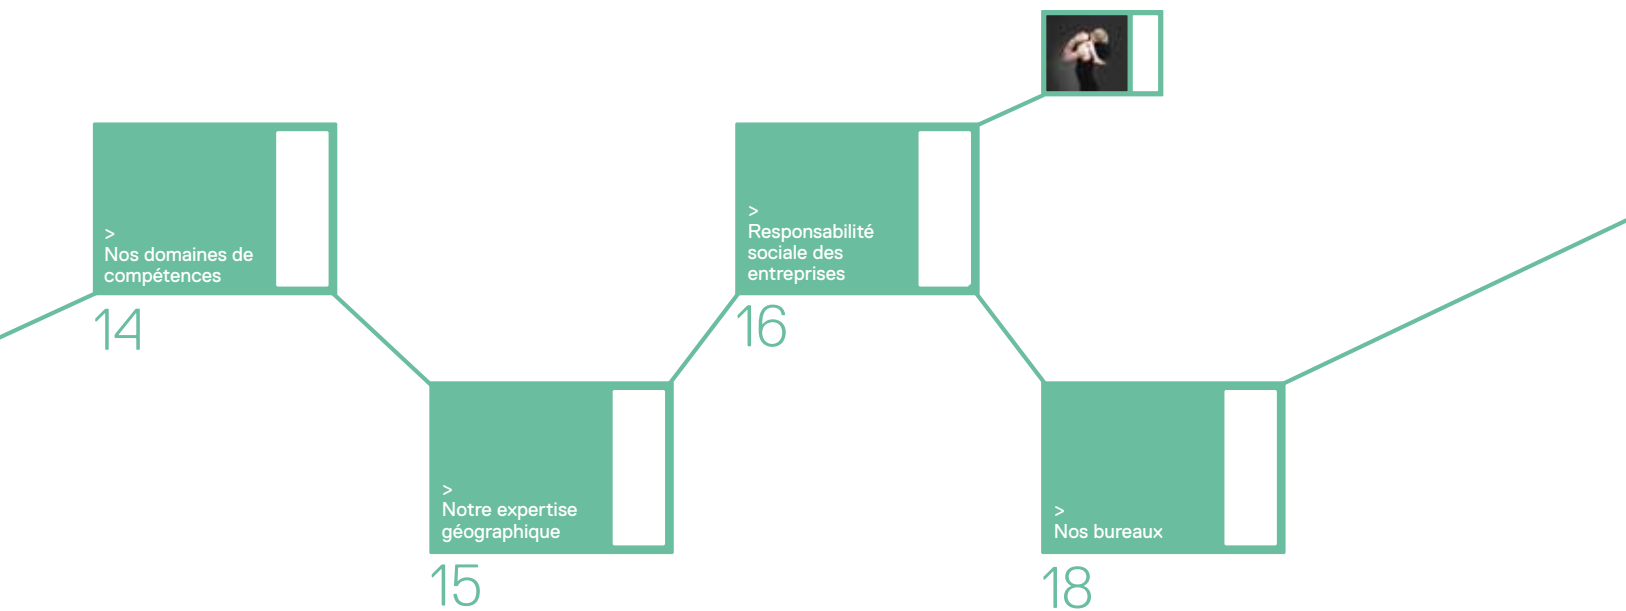 >
Nos domaines de
compétences
14
>
Notre expertise
géographique
15
>
Responsabilité
sociale des
entreprises
16
>
Nos bureaux
18